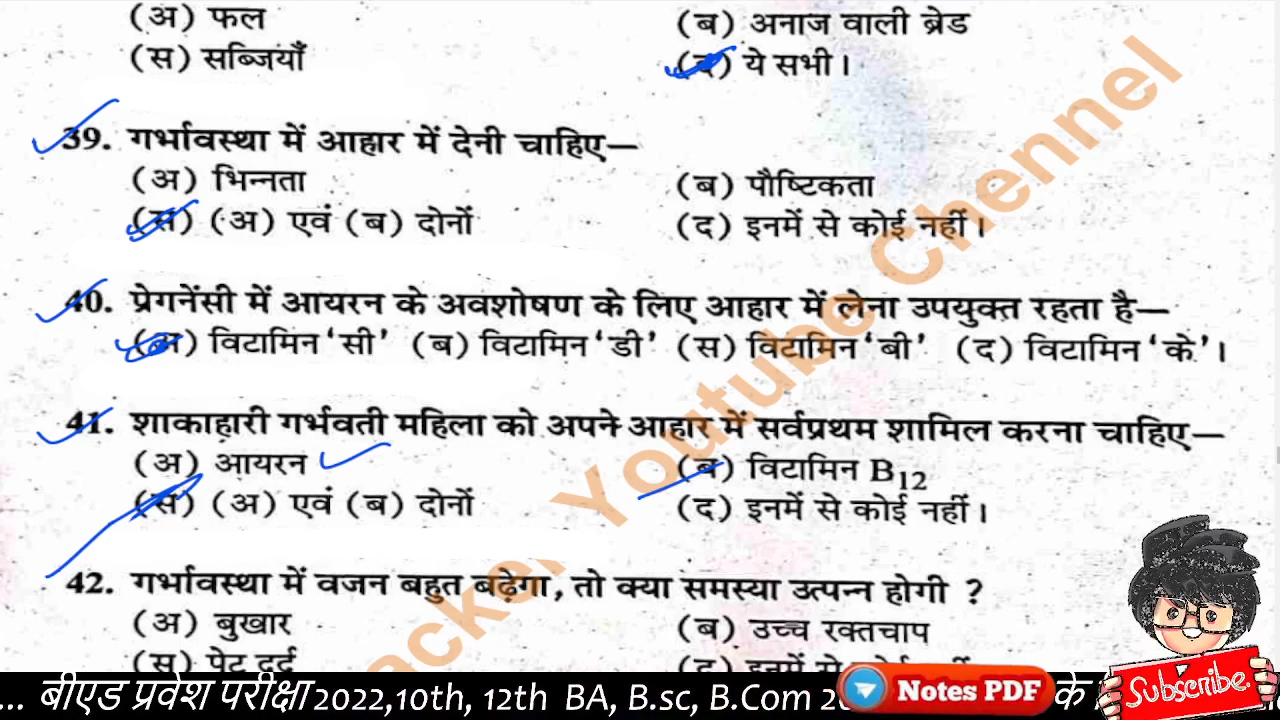 (अ) फल (ब) अनाज वाली ब्रेड
(स) सब्जियाँ (द) ये सभी।
39. गर्भावस्था में आहार में देनी चाहिए—
(अ) भिन्नता (ब) पौष्टिकता
(स) (अ) एवं (ब) दोनों (द) इनमें से कोई नहीं।
40. प्रेगनेंसी में आयरन के अवशोषण के लिए आहार में लेना उपयुक्त रहता है—
(अ) विटामिन ‘सी’ (ब) विटामिन ‘डी’ (स) विटामिन ‘बी’ (द) विटामिन ‘के’।
41. शाकाहारी गर्भवती महिला को अपने आहार में सर्वप्रथम शामिल करना चाहिए—
(अ) आयरन (ब) विटामिन B12
(स) (अ) एवं (ब) दोनों (द) इनमें से कोई नहीं।
42. गर्भावस्था में वजन बहुत बढ़ेगा, तो क्या समस्या उत्पन्न होगी ?
(अ) बुखार (ब) उच्च रक्तचाप
(स) पेट दर्द (द) इनमें से कोई नहीं
Youtube Chennel
... बीएड प्रवेश परीक्षा 2022,10th, 12th BA, B.sc, B.Com Notes PDF के Subscribe